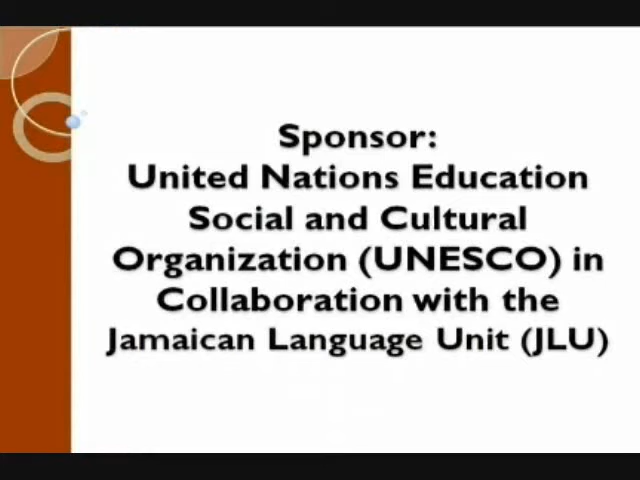 Sponsor:
United Nations Education
Social and Cultural
Organization (UNESCO) in
Collaboration with the
Jamaican Language Unit (JLU)